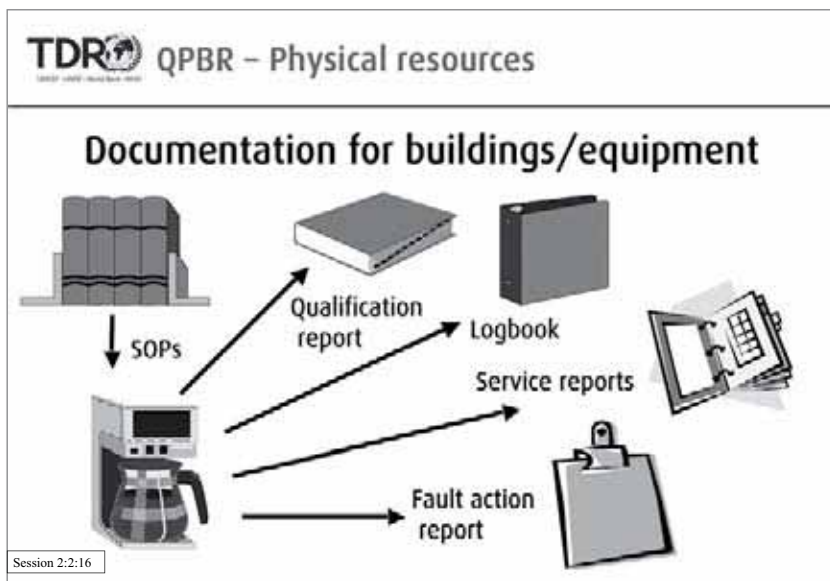 TDR QPBR – Physical resources
Documentation for buildings/equipment
SOPs
Qualification
report
Logbook
Service reports
Fault action
report
Session 2:2:16